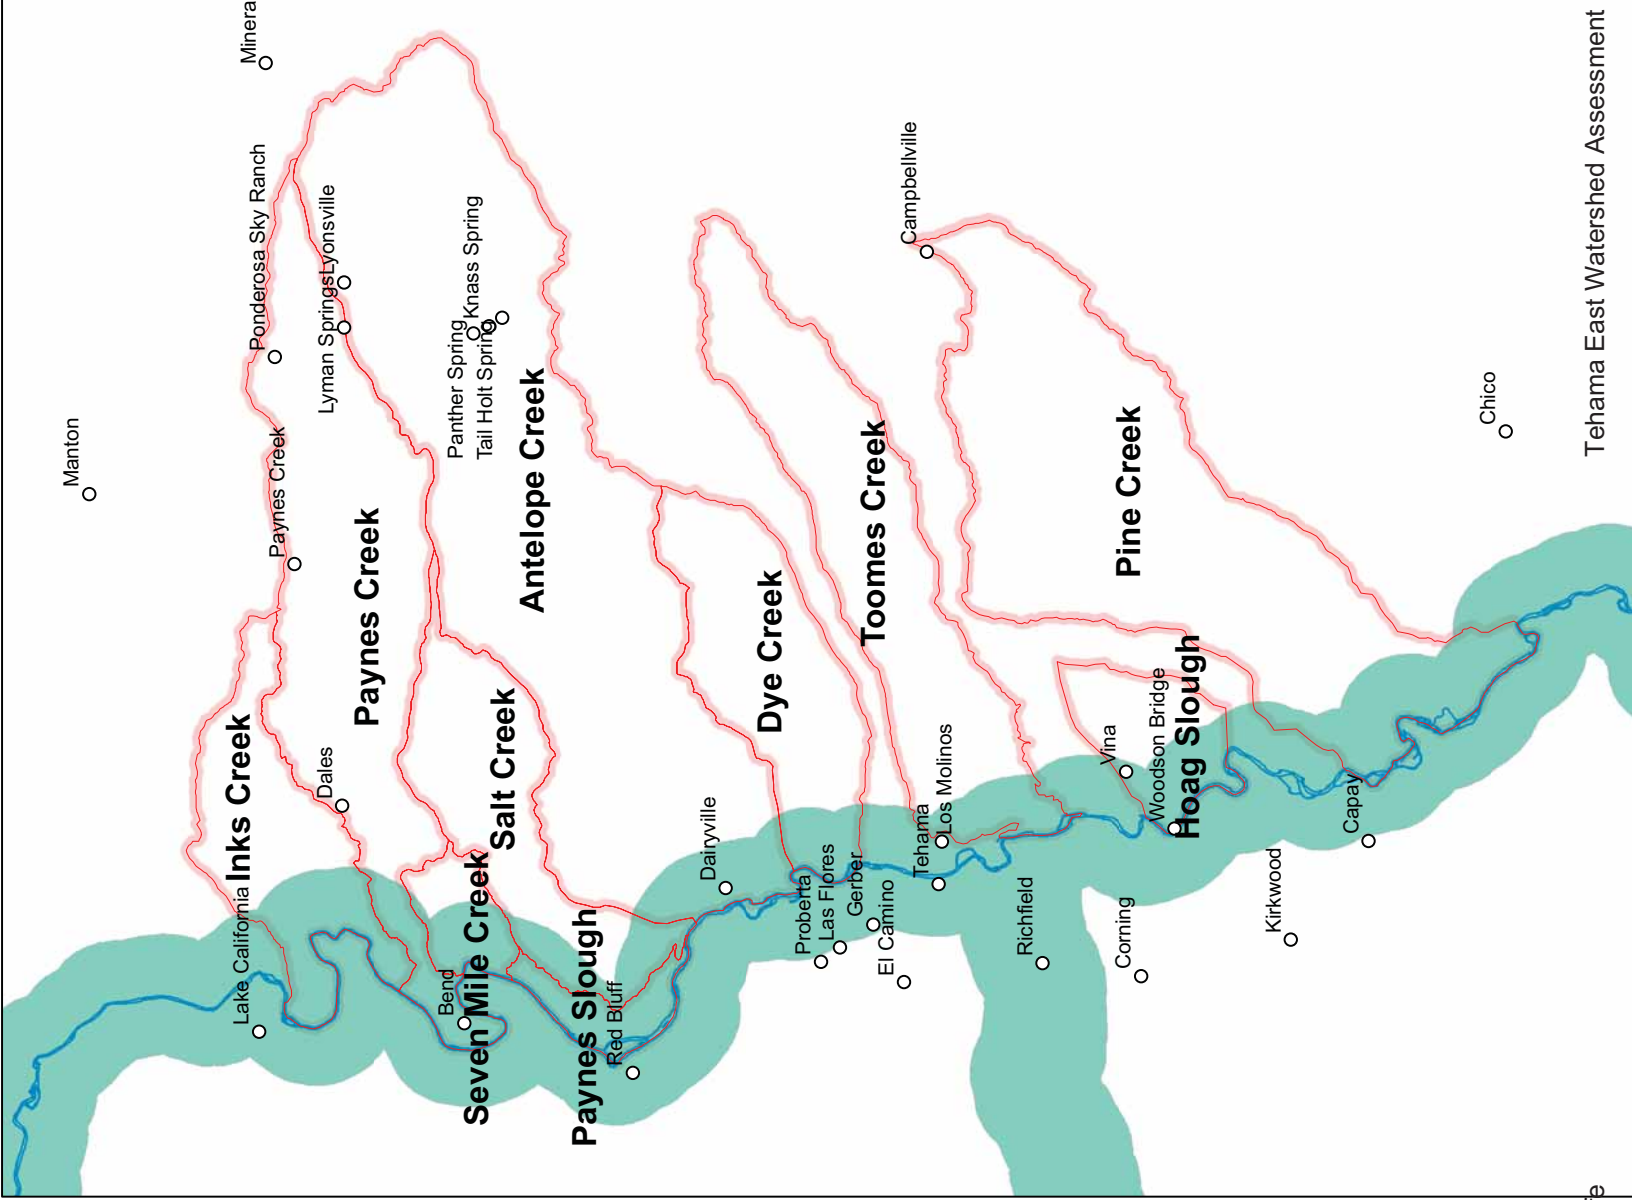 Manton
Mineral
Ponderosa Sky Ranch
Paynes Creek
Lyman Springs
Lyonsville
Panther Spring
Knass Spring
Tail Holt Spring
Campbellville
Inks Creek
Paynes Creek
Antelope Creek
Salt Creek
Dales
Lake California
Bend
Seven Mile Creek
Paynes Slough
Red Bluff
Dairyville
Dye Creek
Toomes Creek
Pine Creek
Proberta
Las Flores
Gerber
El Camino
Tehama
Los Molinos
Richfield
Corning
Vina
Woodson Bridge
Hoag Slough
Kirkwood
Capay
Chico
Tehama East Watershed Assessment